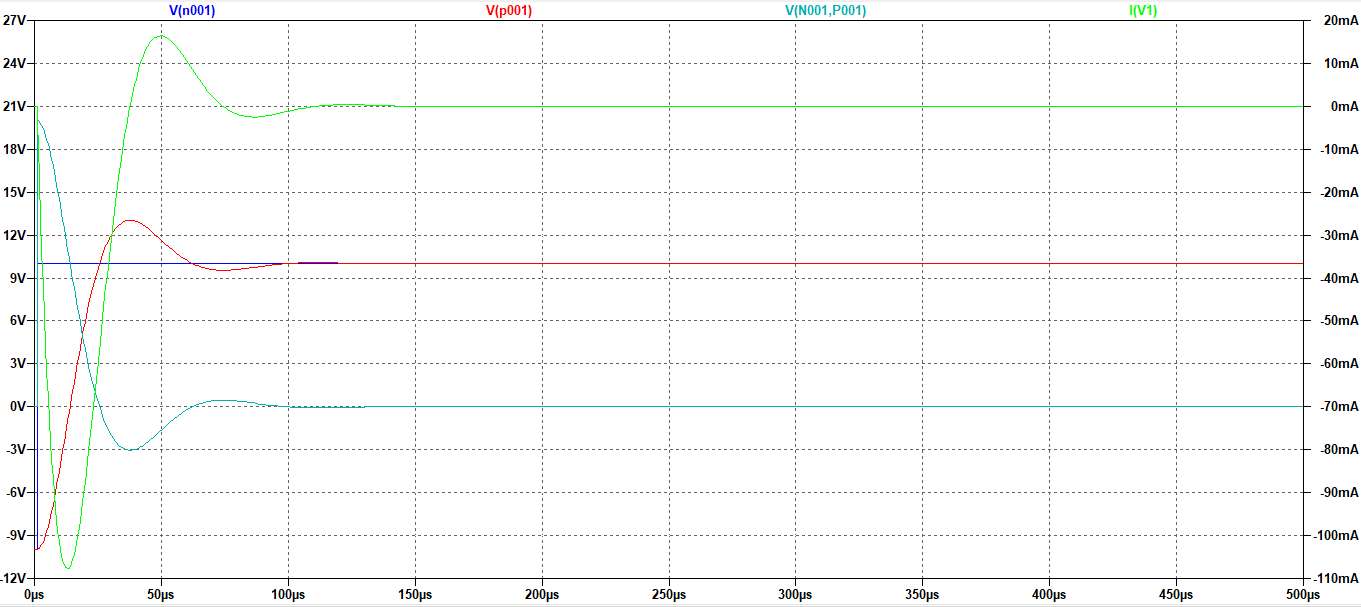 V(n001) V(p001) V(N001,P001) I(V1)
27V 20mA
24V 10mA
21V 0mA
18V -10mA
15V -20mA
12V -30mA
9V -40mA
6V -50mA
3V -60mA
0V -70mA
-3V -80mA
-6V -90mA
-9V -100mA
-12V -110mA
0µs 50µs 100µs 150µs 200µs 250µs 300µs 350µs 400µs 450µs 500µs